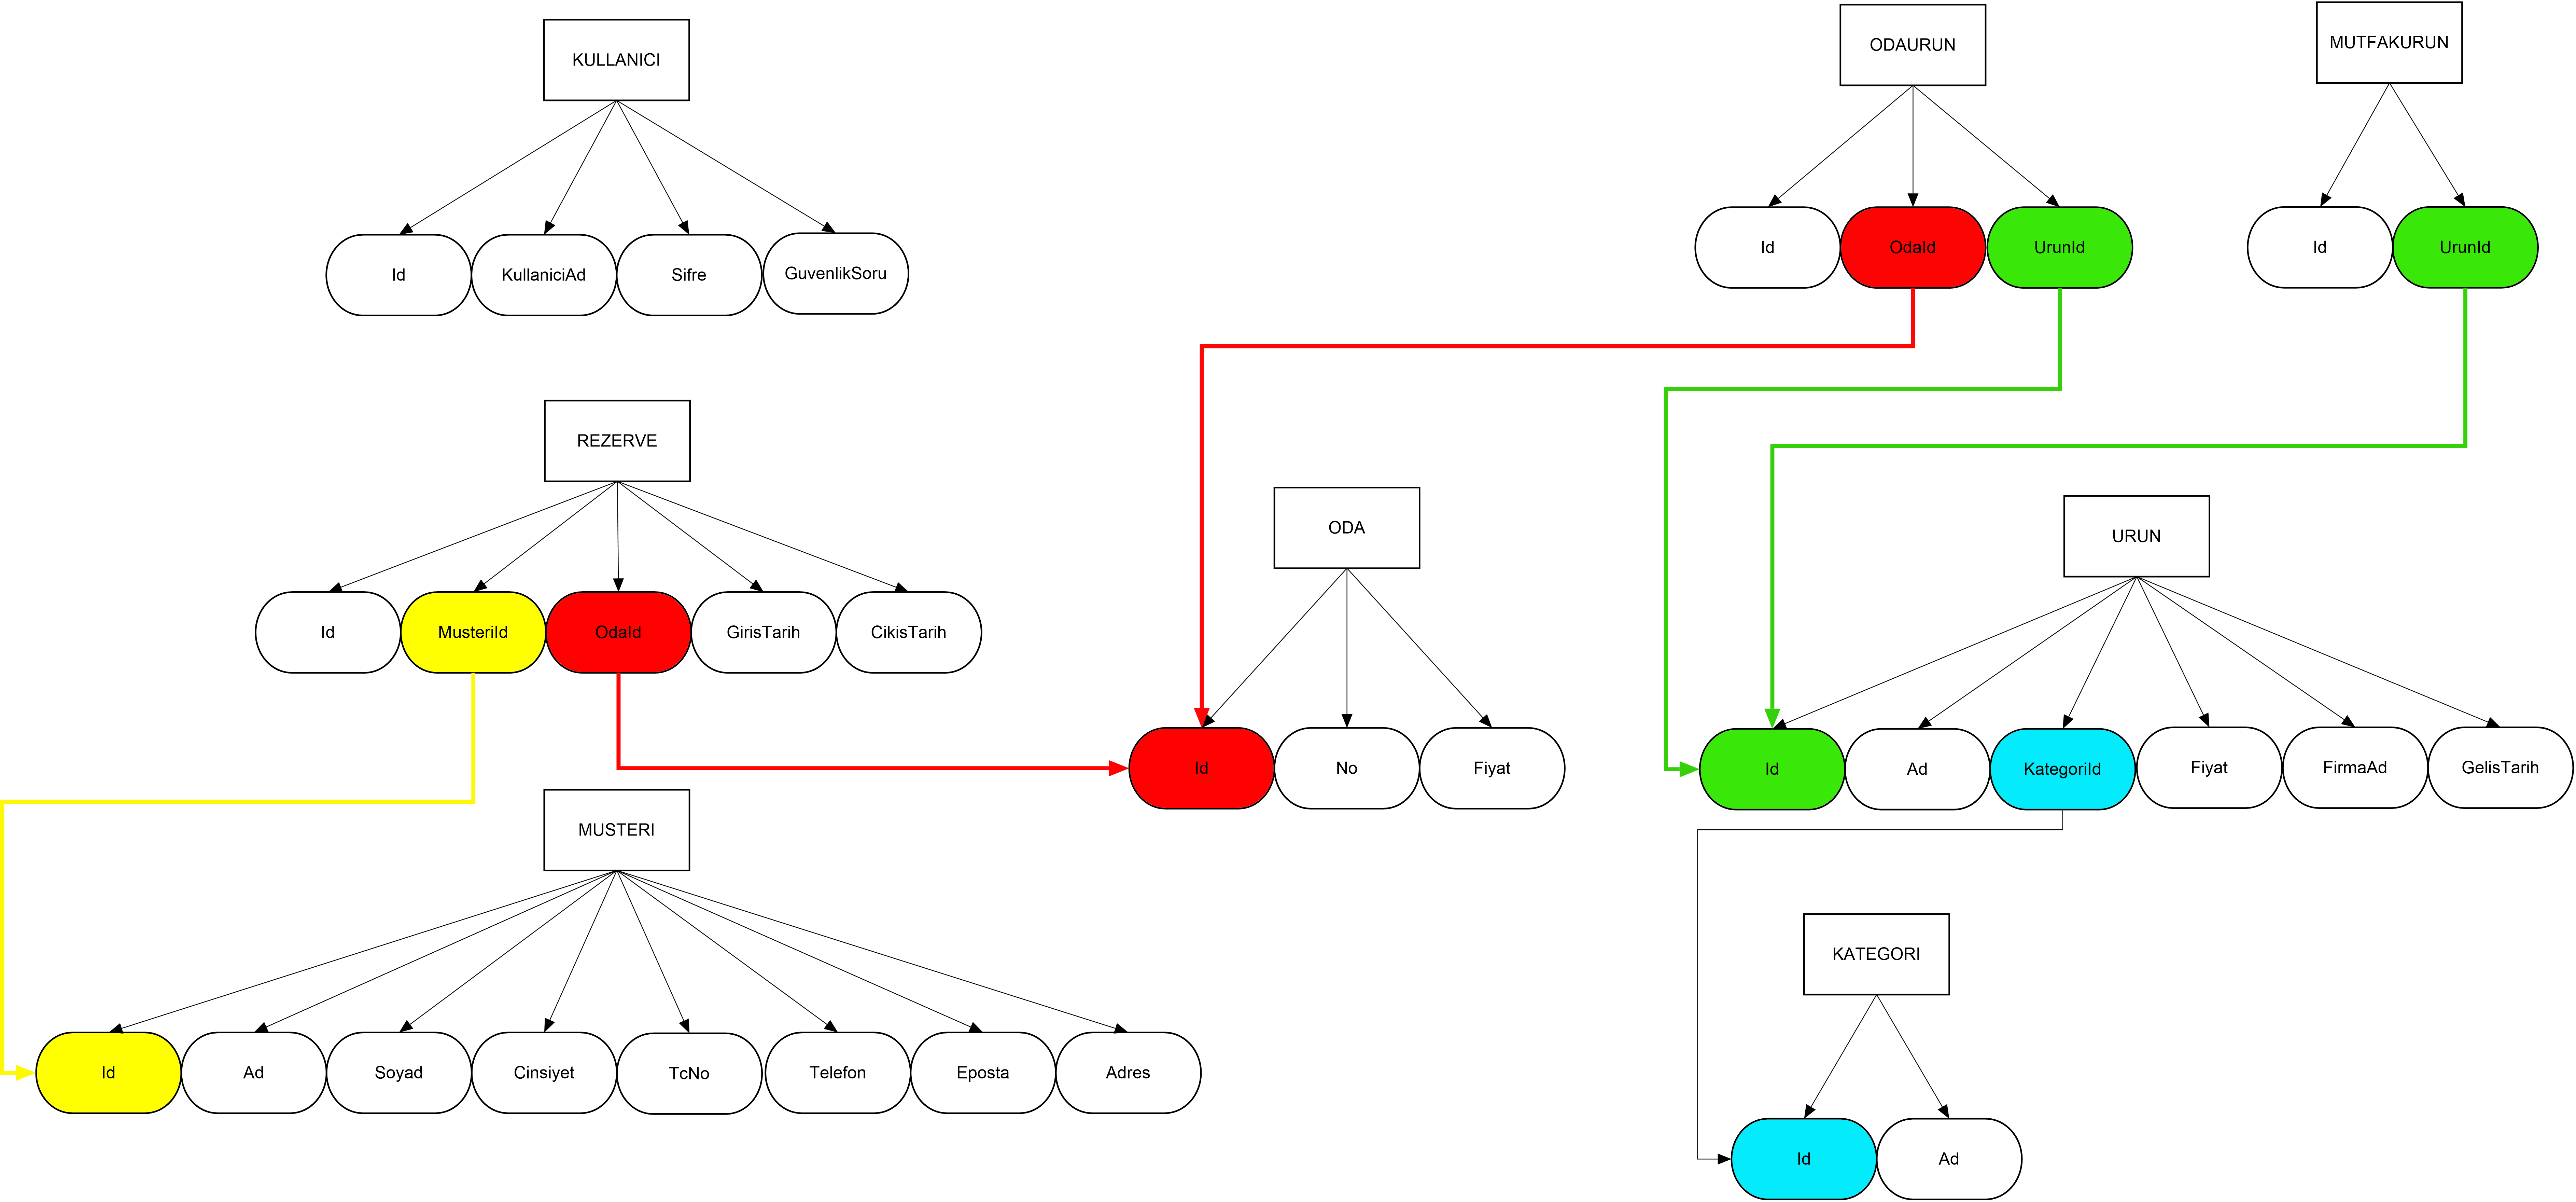 KULLANICI
Id
KullaniciAd
Sifre
GuvenlikSoru
ODAURUN
Id
OdaId
UrunId
MUTFAKURUN
Id
UrunId
REZERVE
Id
MusteriId
OdaId
GirisTarih
CikisTarih
ODA
Id
No
Fiyat
URUN
Id
Ad
KategoriId
Fiyat
FirmaAd
GelisTarih
MUSTERI
Id
Ad
Soyad
Cinsiyet
TcNo
Telefon
Eposta
Adres
KATEGORI
Id
Ad